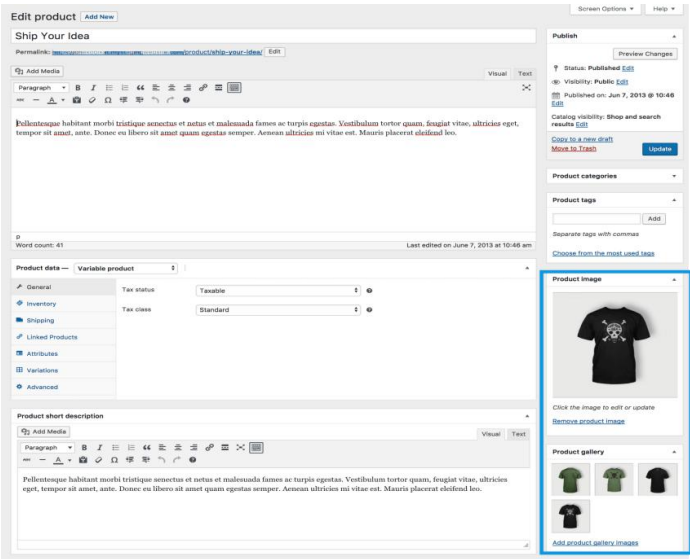 Screen Options ▼ Help ▼
Edit product Add New
Ship Your Idea
Permalink: /product/ship-your-idea/ Edit
Add Media
Visual Text
Paragraph B I
Pellentesque habitant morbi tristique senectus et netus et malesuada fames ac turpis egestas. Vestibulum tortor quam, feugiat vitae, ultricies eget,
tempor sit amet, ante. Donec eu libero sit amet quam egestas semper. Aenean ultricies mi vitae est. Mauris placerat eleifend leo.
P
Word count: 41
Last edited on June 7, 2013 at 10:46 am
Product data — Variable product
General
Inventory
Shipping
Linked Products
Attributes
Variations
Advanced
Tax status Taxable
Tax class Standard
Product short description
Add Media
Visual Text
Paragraph B I
Pellentesque habitant morbi tristique senectus et netus et malesuada fames ac turpis egestas. Vestibulum tortor quam, feugiat vitae, ultricies
eget, tempor sit amet, ante. Donec eu libero sit amet quam egestas semper. Aenean ultricies mi vitae est. Mauris placerat eleifend leo.
Publish
Preview Changes
Status: Published Edit
Visibility: Public Edit
Published on: Jun 7, 2013 @ 10:46
Edit
Catalog visibility: Shop and search
results Edit
Copy to a new draft
Move to Trash
Update
Product categories
Product tags
Add
Separate tags with commas
Choose from the most used tags
Product image
Click the image to edit or update
Remove product image
Product gallery
Add product gallery images